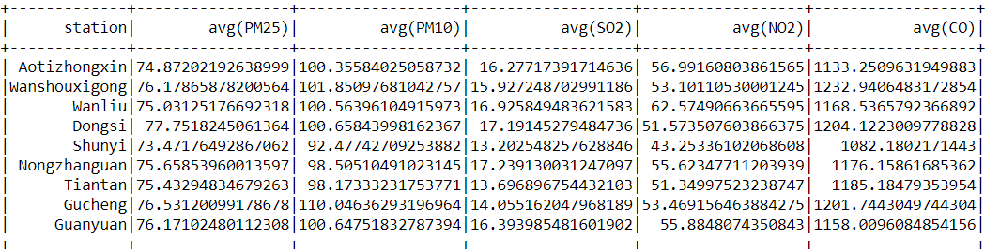 +------------+-----------------+------------------+------------------+------------------+------------------+
|     station|        avg(PM25)|         avg(PM10)|          avg(SO2)|          avg(NO2)|           avg(CO)|
+------------+-----------------+------------------+------------------+------------------+------------------+
| Aotizhongxin|74.87202192638999|100.35584025058732| 16.27717391714636| 56.99160803861565|1133.2509631949883|
|Wanshouxigong|76.17865878200564|101.85097681042757|15.927248702991186| 53.10110530001245|1232.9406483172854|
| Wanliu|75.03125176692318|100.56396104915973|16.925849483621583| 62.57490663665595|1168.5365792366892|
| Dongsi| 77.7518245061364|100.65843998162367| 17.19145279484736|51.573507603866375|1204.1223009778828|
| Shunyi|73.47176492867062| 92.47742709253882|13.202548257628846| 43.25336102068608| 1082.1802171443|
| Nongzhanguan|75.65853960013597| 98.50510491023145|17.239130031247097| 55.62347711203939| 1176.15861685362|
| Tiantan|75.43294834679263| 98.17333231753771|13.696896754432103| 51.34997523238747| 1185.18479353954|
| Gucheng|76.53120099178678|110.04636293196964|14.055162047968189|53.469156463884275|1201.7443049744304|
| Guanyuan|76.17102480112308|100.64751832787394|16.393985481601902| 55.8848074350843|1158.0096084854156|
+------------+-----------------+------------------+------------------+------------------+------------------+